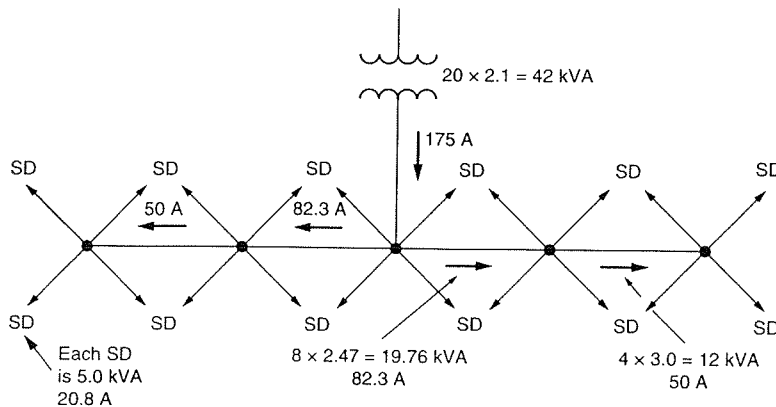 20 × 2.1 = 42 kVA
175 A
SD SD SD SD SD SD
50 A 82.3 A
SD SD SD SD SD SD
Each SD
is 5.0 kVA
20.8 A
8 × 2.47 = 19.76 kVA
82.3 A
4 × 3.0 = 12 kVA
50 A